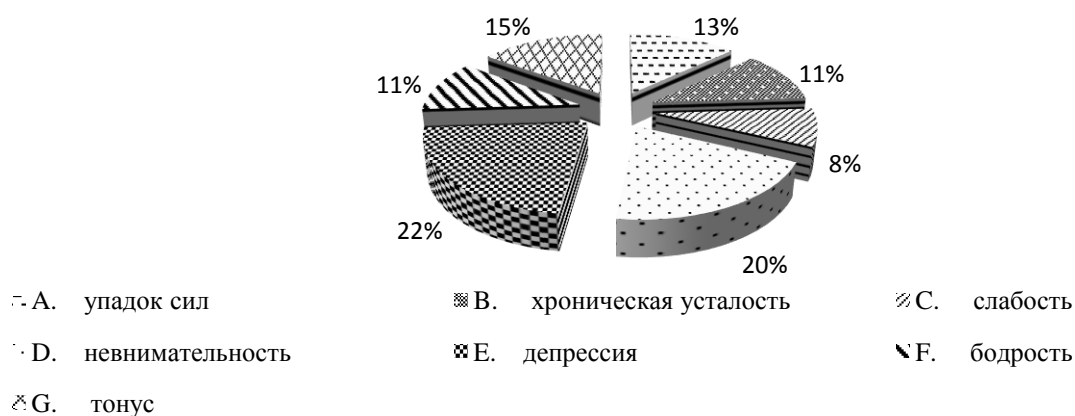 15% 13%
11% 11%
8%
22%
20%
A. упадок сил B. хроническая усталость C. слабость
D. невнимательность E. депрессия F. бодрость
G. тонус